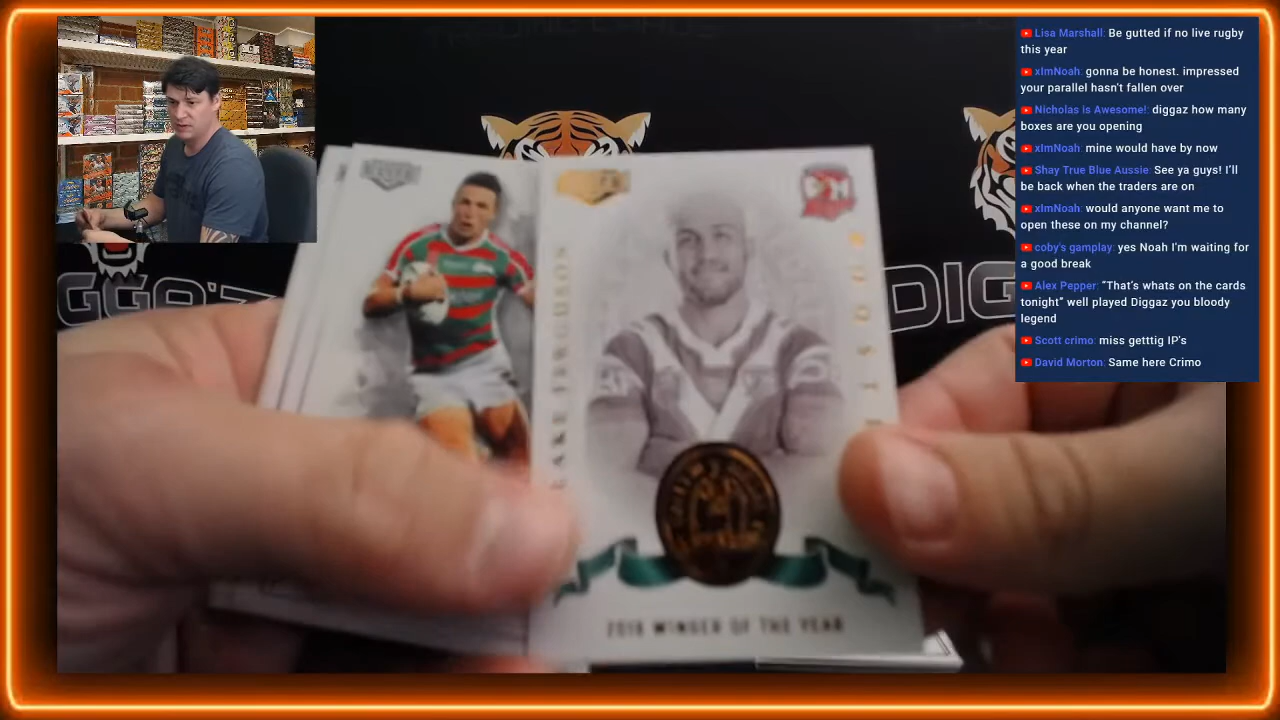 Lisa Marshall: Be gutted if no live rugby
this year
xImNoah: gonna be honest. impressed
your parallel hasn't fallen over
Nicholas is Awesome!: diggaz how many
boxes are you opening
xImNoah: mine would have by now
Shay True Blue Aussie: See ya guys! I'll
be back when the traders are on
xImNoah: would anyone want me to
open these on my channel?
coby's gamplay: yes Noah I'm waiting for
a good break
Alex Pepper: "That's whats on the cards
tonight" well played Diggaz you bloody
legend
Scott crimo: miss getttig IP's
David Morton: Same here Crimo
WINGER OF THE YEAR